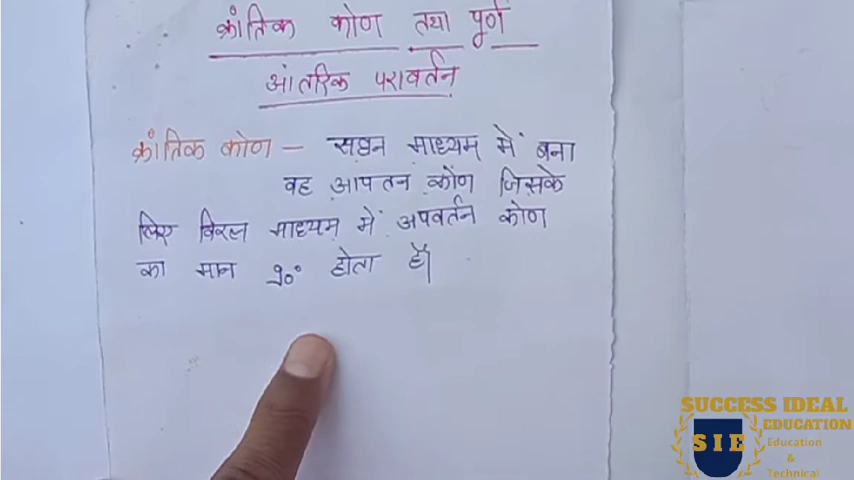 क्रांतिक कोण तथा पूर्ण
आंतरिक परावर्तन
क्रांतिक कोण – सघन माध्यम में बना
वह आपतन कोण जिसके
लिए विरल माध्यम में अपवर्तन कोण
का मान ९०° होता है।
SUCCESS IDEAL
EDUCATION
SIE
Education
&
Technical